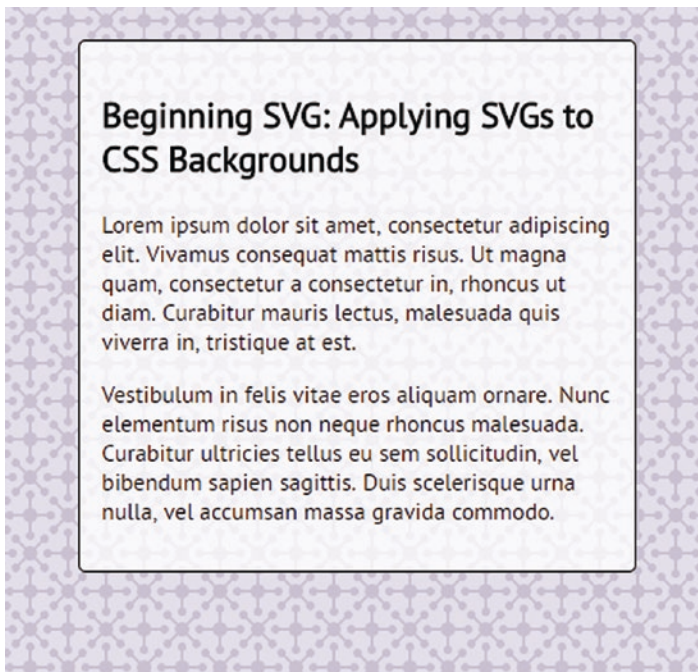 Beginning SVG: Applying SVGs to
CSS Backgrounds
Lorem ipsum dolor sit amet, consectetur adipiscing
elit. Vivamus consequat mattis risus. Ut magna
quam, consectetur a consectetur in, rhoncus ut
diam. Curabitur mauris lectus, malesuada quis
viverra in, tristique at est.
Vestibulum in felis vitae eros aliquam ornare. Nunc
elementum risus non neque rhoncus malesuada.
Curabitur ultricies tellus eu sem sollicitudin, vel
bibendum sapien sagittis. Duis scelerisque urna
nulla, vel accumsan massa gravida commodo.